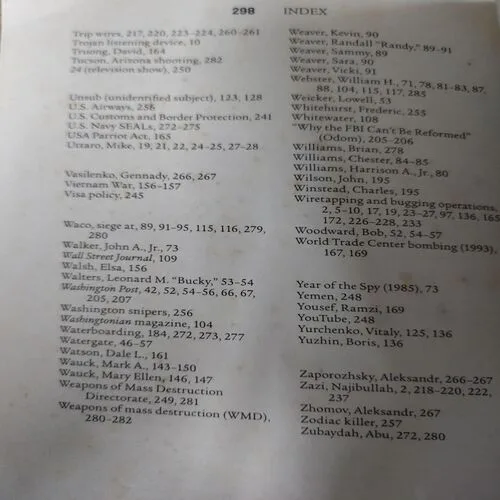 298 INDEX
Trip wires, 217, 220, 223–224, 260–261
Trojan listening device, 10
Truong, David, 164
Tucson, Arizona shooting, 282
24 (television show), 250
Unsub (unidentified subject), 123, 128
U.S. Airways, 258
U.S. Customs and Border Protection, 241
U.S. Navy SEALs, 272–275
USA Patriot Act, 165
Uttaro, Mike, 19, 21, 22, 24–25, 27–28
Vasilenko, Gennady, 266, 267
Vietnam War, 156–157
Visa policy, 245
Waco, siege at, 89, 91–95, 115, 116, 279,
280
Walker, John A., Jr., 73
Wall Street Journal, 109
Walsh, Elsa, 156
Walters, Leonard M. “Bucky,” 53–54
Washington Post, 42, 52, 54–56, 66, 67,
205, 207
Washington snipers, 256
Washingtonian magazine, 104
Waterboarding, 184, 272, 273, 277
Watergate, 46–57
Watson, Dale L., 161
Wauck, Mark A., 143–150
Wauck, Mary Ellen, 146, 147
Weapons of Mass Destruction
Directorate, 249, 281
Weapons of mass destruction (WMD),
280–282
Weaver, Kevin, 90
Weaver, Randall “Randy,” 89–91
Weaver, Sammy, 89
Weaver, Sara, 90
Weaver, Vicki, 91
Webster, William H., 71, 78, 81–83, 87,
88, 104, 115, 117, 285
Weicker, Lowell, 53
Whitehurst, Frederic, 255
Whitewater, 108
“Why the FBI Can’t Be Reformed”
(Odom), 205–206
Williams, Brian, 278
Williams, Chester, 84–85
Williams, Harrison A., Jr., 80
Wilson, John, 195
Winstead, Charles, 195
Wiretapping and bugging operations,
2, 5–10, 17, 19, 23–27, 97, 136, 165
172, 226–228, 233
Woodward, Bob, 52, 54–57
World Trade Center bombing (1993),
167, 169
Year of the Spy (1985), 73
Yemen, 248
Yousef, Ramzi, 169
YouTube, 248
Yurchenko, Vitaly, 125, 136
Yuzhin, Boris, 136
Zaporozhsky, Aleksandr, 266–267
Zazi, Najibullah, 2, 218–220, 222,
237
Zhomov, Aleksandr, 267
Zodiac killer, 257
Zubaydah, Abu, 272, 280